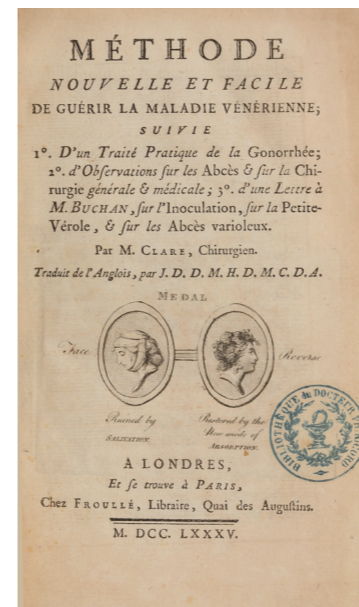 MÉTHODE
NOUVELLE ET FACILE
DE GUÉRIR LA MALADIE VÉNÉRIENNE;
SUIVIE
1°. D'un Traité Pratique de la Gonorrhée;
2°. d'Obſervations ſur les Abcès & ſur la Chi-
rurgie générale & médicale; 3°. d'une Lettre à
M. BUCHAN, ſur l'Inoculation, ſur la Petite-
Vérole, & ſur les Abcès varioleux.
Par M. CLARE, Chirurgien.
Traduit de l'Anglois, par J. D. D. M. H. D. M. C. D. A.
MEDAL
Face
Reverse
Ruined by
SALIVATION.
Restored by the
New mode of
ABSORPTION.
BIBLIOTHÈQUE du DOCTEUR
A LONDRES,
Et ſe trouve à PARIS,
Chez FROULLÉ, Libraire, Quai des Auguſtins.
M. DCC. LXXXV.